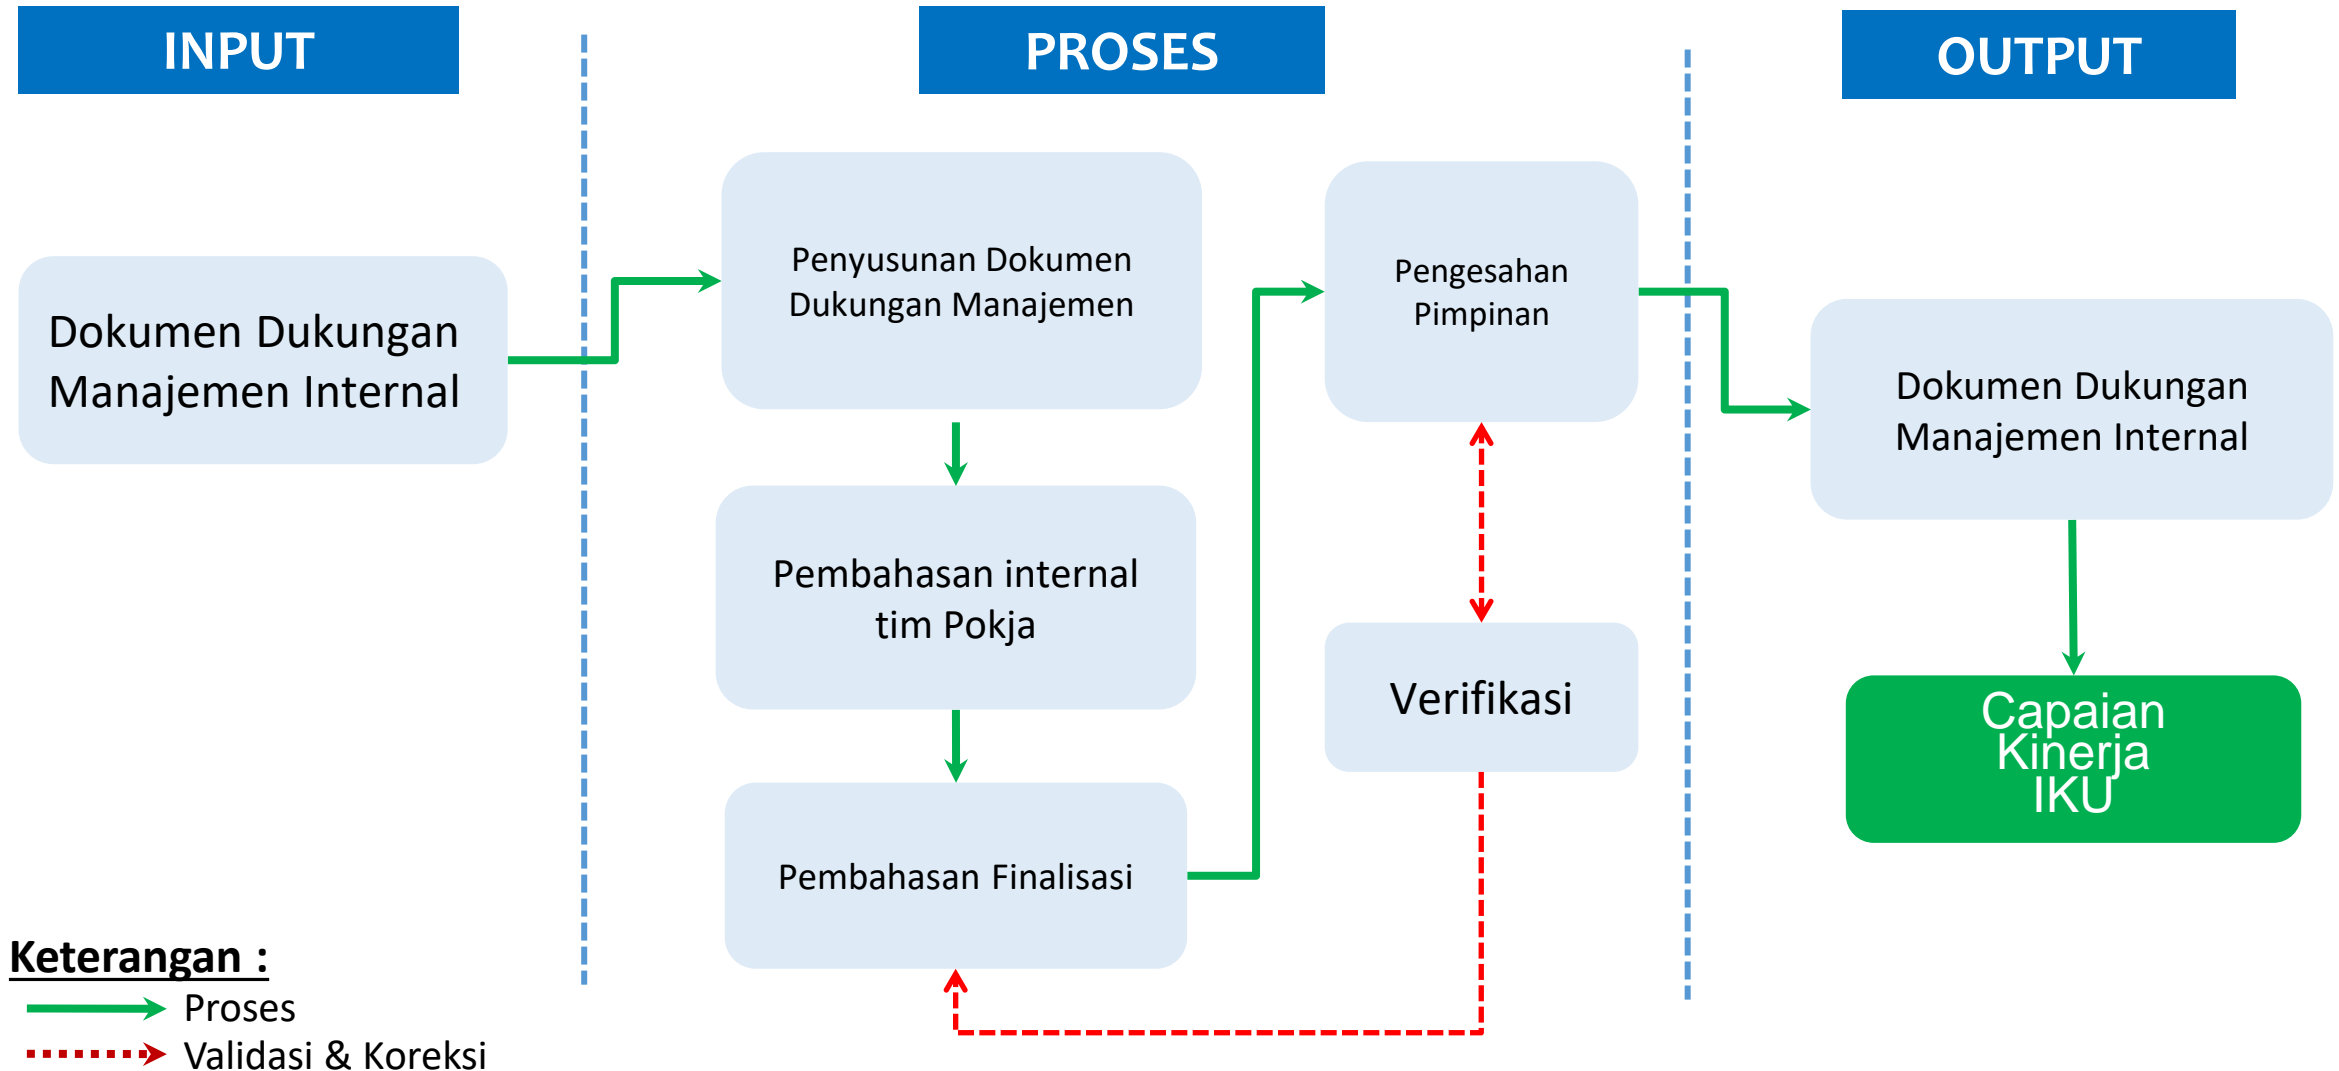 INPUT
PROSES
OUTPUT
Dokumen Dukungan
Manajemen Internal
Penyusunan Dokumen
Dukungan Manajemen
Pembahasan internal
tim Pokja
Pembahasan Finalisasi
Pengesahan
Pimpinan
Verifikasi
Dokumen Dukungan
Manajemen Internal
Capaian
Kinerja
IKU
Keterangan :
Proses
Validasi & Koreksi